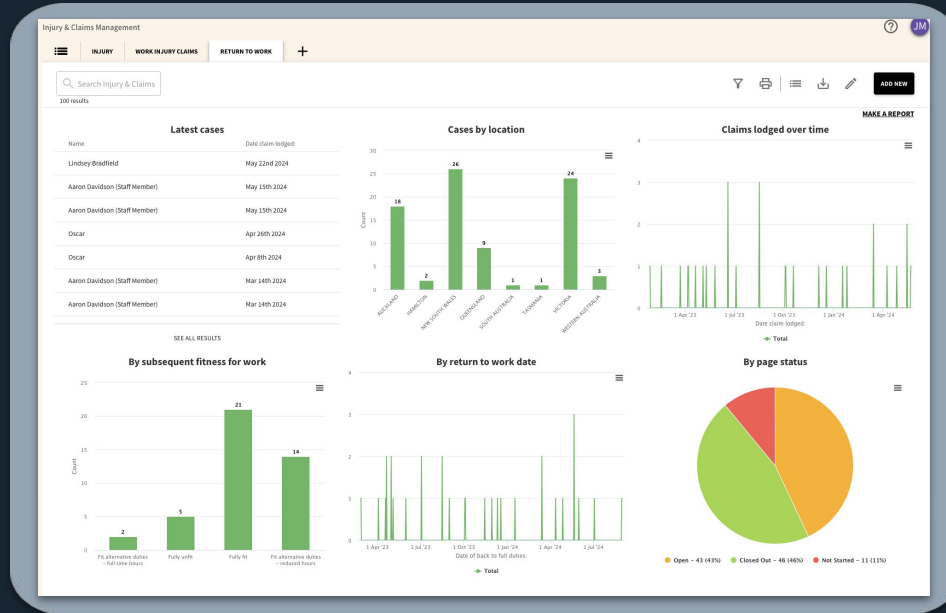 Injury & Claims Management
JM
INJURY WORK INJURY CLAIMS RETURN TO WORK
Search Injury & Claims
ADD NEW
100 results
MAKE A REPORT
Latest cases
Name Date claim lodged:
Lindsey Bradfield May 22nd 2024
Aaron Davidson (Staff Member) May 15th 2024
Aaron Davidson (Staff Member) May 15th 2024
Oscar Apr 26th 2024
Oscar Apr 8th 2024
Aaron Davidson (Staff Member) Mar 14th 2024
Aaron Davidson (Staff Member) Mar 14th 2024
SEE ALL RESULTS
Cases by location
Count
30
25
20
15
10
5
0
18
2
26
9
1
1
24
3
AUCKLAND
HAMILTON
NEW SOUTH WALES
QUEENSLAND
SOUTH AUSTRALIA
TASMANIA
VICTORIA
WESTERN AUSTRALIA
Claims lodged over time
4
3
2
1
0
1 Apr '23 1 Jul '23 1 Oct '23 1 Jan '24 1 Apr '24
Date claim lodged:
Total
By subsequent fitness for work
Count
25
20
15
10
5
0
2
5
21
14
Fit alternative duties
– full time hours
Fully unfit
Fully fit
Fit alternative duties
– reduced hours
By return to work date
4
3
2
1
0
1 Apr '23 1 Jul '23 1 Oct '23 1 Jan '24 1 Apr '24 1 Jul '24
Date of back to full duties:
Total
By page status
Open – 43 (43%) Closed Out – 46 (46%) Not Started – 11 (11%)